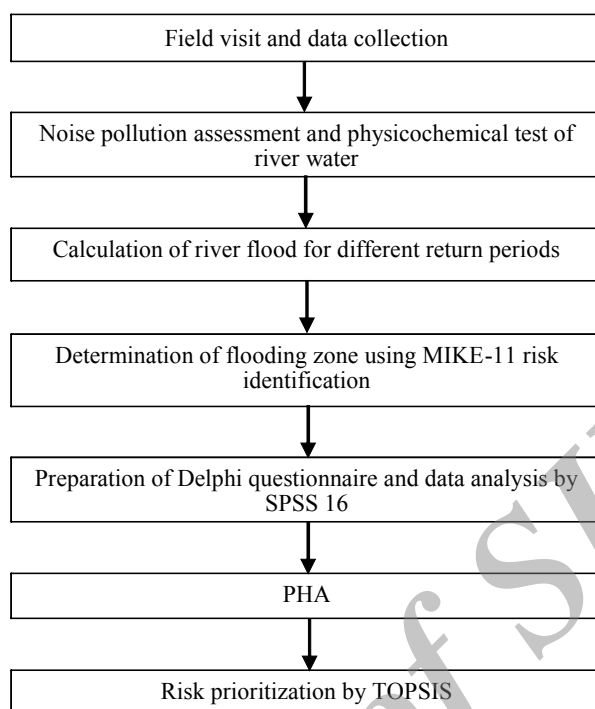 Field visit and data collection
Noise pollution assessment and physicochemical test of
river water
Calculation of river flood for different return periods
Determination of flooding zone using MIKE-11 risk
identification
Preparation of Delphi questionnaire and data analysis by
SPSS 16
PHA
Risk prioritization by TOPSIS
of